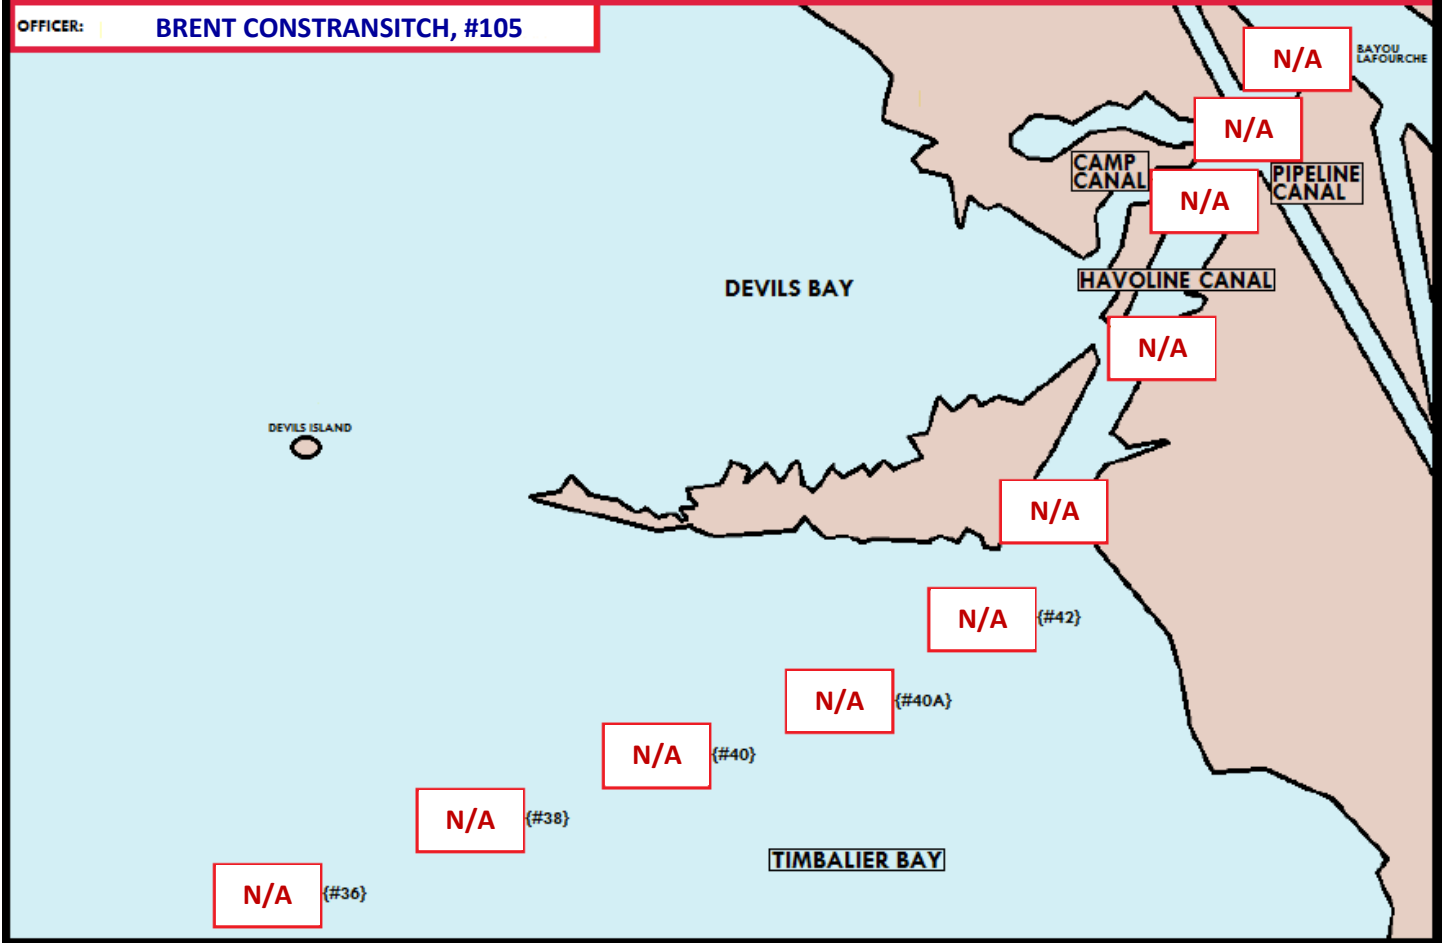 OFFICER: BRENT CONSTRANSITCH, #105
N/A
BAYOU
LAFOURCHE
N/A
CAMP
CANAL
PIPELINE
CANAL
N/A
HAVOLINE CANAL
DEVILS BAY
N/A
DEVILS ISLAND
N/A
N/A {#42}
N/A {#40A}
N/A {#40}
N/A {#38}
TIMBALIER BAY
N/A {#36}